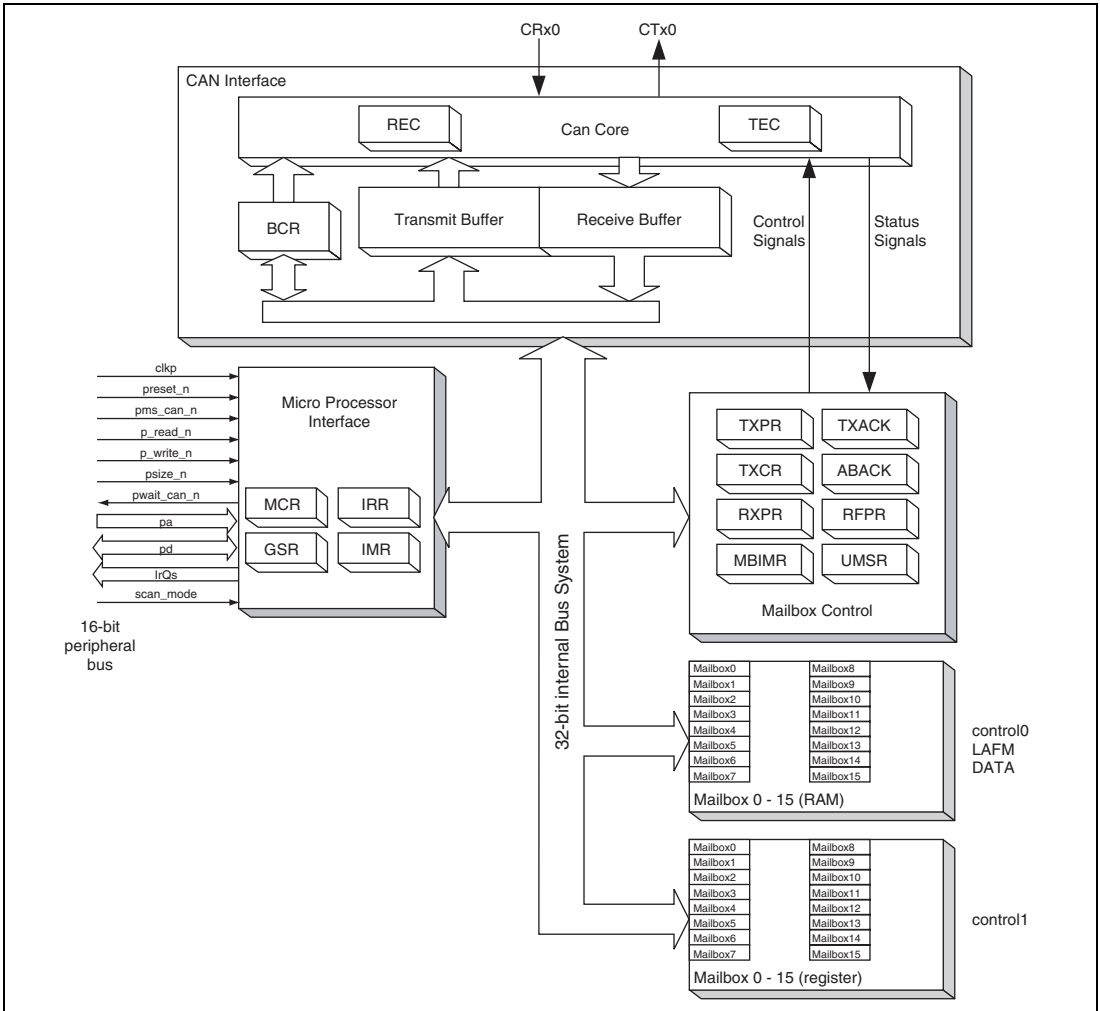 CRx0
CTx0
CAN Interface
REC
Can Core
TEC
BCR
Transmit Buffer
Receive Buffer
Control
Signals
Status
Signals
clkp
preset_n
pms_can_n
p_read_n
p_write_n
psize_n
pwait_can_n
pa
pd
IrQs
scan_mode
16-bit
peripheral
bus
Micro Processor
Interface
MCR
IRR
GSR
IMR
32-bit internal Bus System
TXPR
TXACK
TXCR
ABACK
RXPR
RFPR
MBIMR
UMSR
Mailbox Control
Mailbox0
Mailbox1
Mailbox2
Mailbox3
Mailbox4
Mailbox5
Mailbox6
Mailbox7
Mailbox8
Mailbox9
Mailbox10
Mailbox11
Mailbox12
Mailbox13
Mailbox14
Mailbox15
Mailbox 0 - 15 (RAM)
control0
LAFM
DATA
Mailbox0
Mailbox1
Mailbox2
Mailbox3
Mailbox4
Mailbox5
Mailbox6
Mailbox7
Mailbox8
Mailbox9
Mailbox10
Mailbox11
Mailbox12
Mailbox13
Mailbox14
Mailbox15
Mailbox 0 - 15 (register)
control1